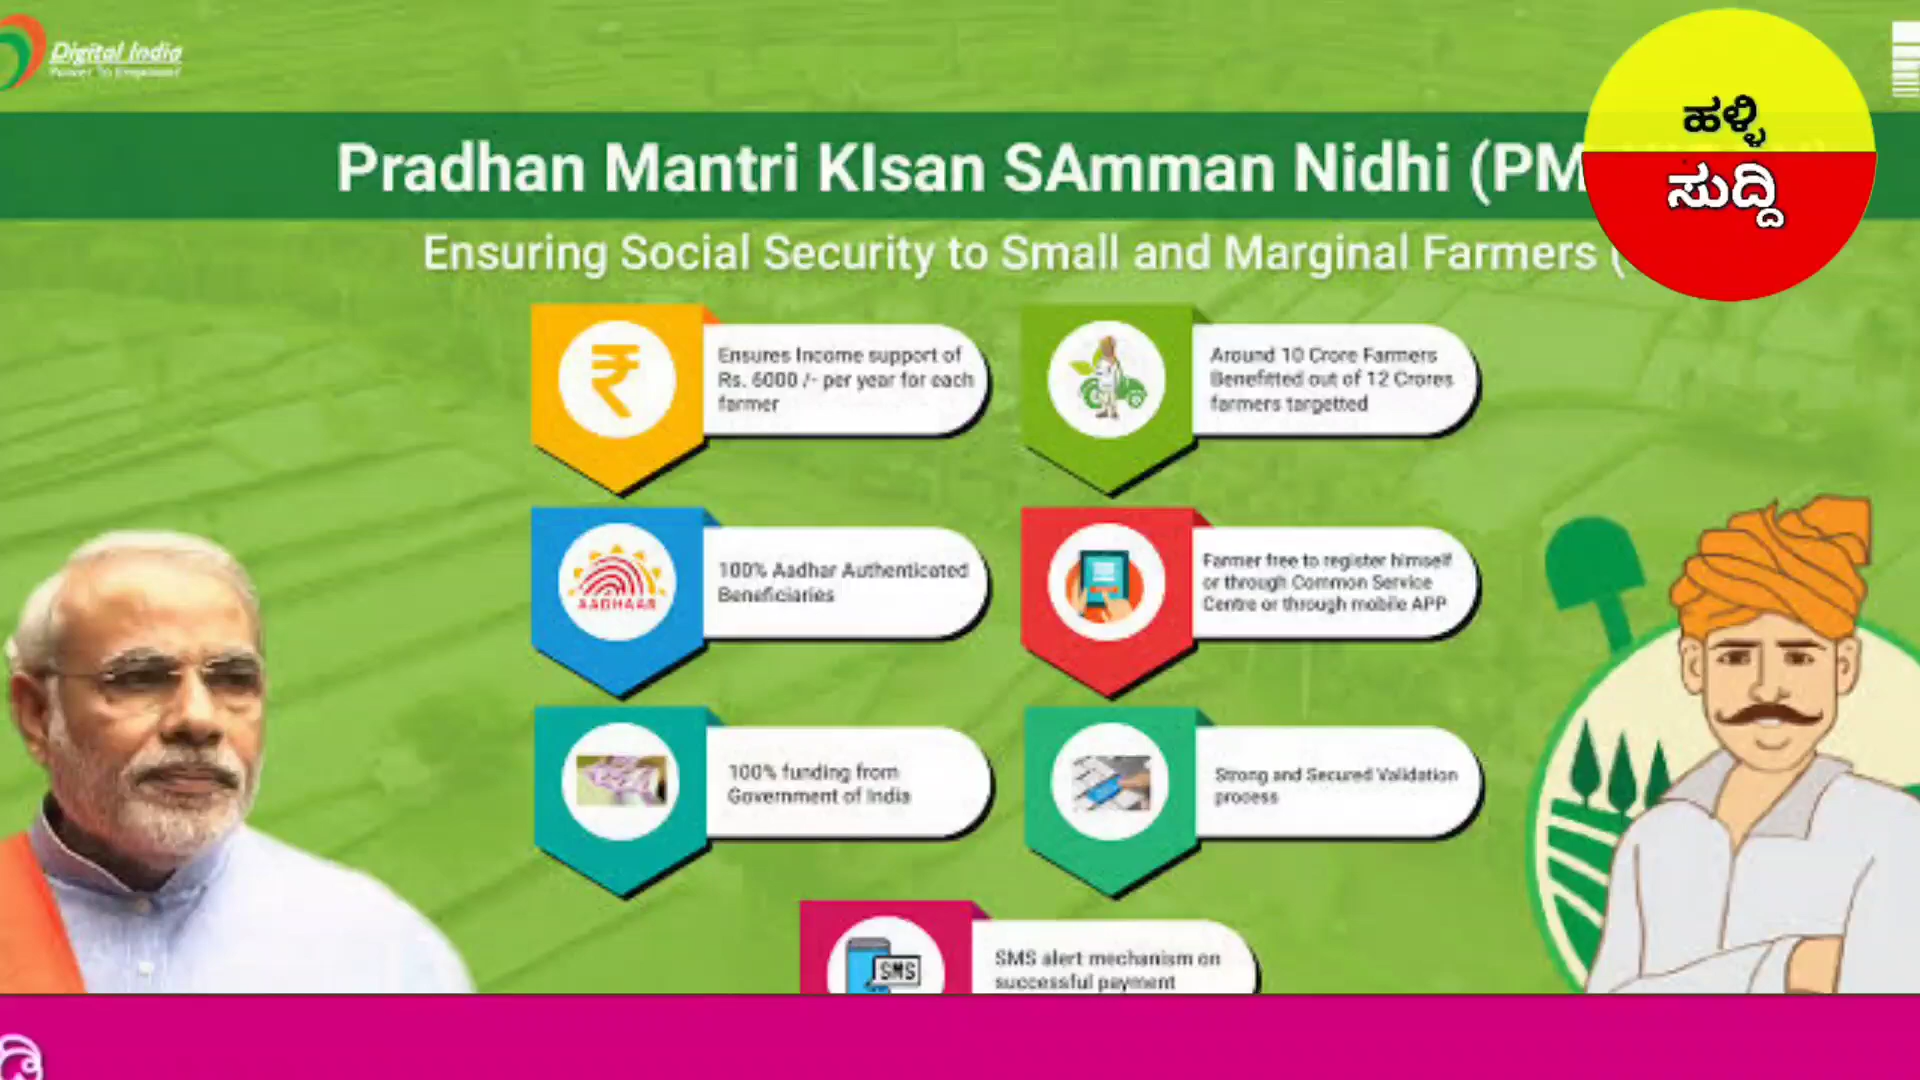 Digital India
Power To Empower
ಹಳ್ಳಿ
ಸುದ್ದಿ
Pradhan Mantri KIsan SAmman Nidhi (PM
Ensuring Social Security to Small and Marginal Farmers (
Ensures Income support of
Rs. 6000 /- per year for each
farmer
Around 10 Crore Farmers
Benefitted out of 12 Crores
farmers targetted
AADHAAR
100% Aadhar Authenticated
Beneficiaries
Farmer free to register himself
or through Common Service
Centre or through mobile APP
100% funding from
Government of India
Strong and Secured Validation
process
SMS
SMS alert mechanism on
successful payment